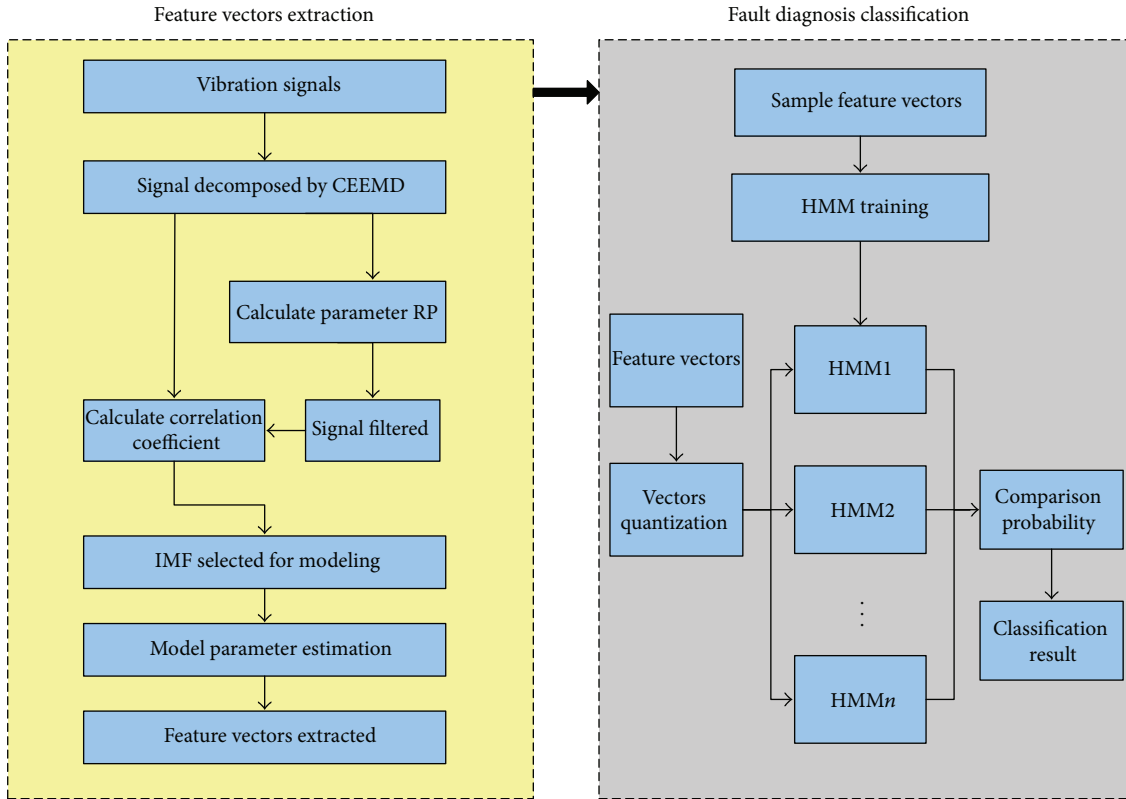 Feature vectors extraction
Vibration signals
Signal decomposed by CEEMD
Calculate parameter RP
Calculate correlation
coefficient
Signal filtered
IMF selected for modeling
Model parameter estimation
Feature vectors extracted
Fault diagnosis classification
Sample feature vectors
HMM training
Feature vectors
HMM1
Vectors
quantization
HMM2
Comparison
probability
⋮
Classification
result
HMMn